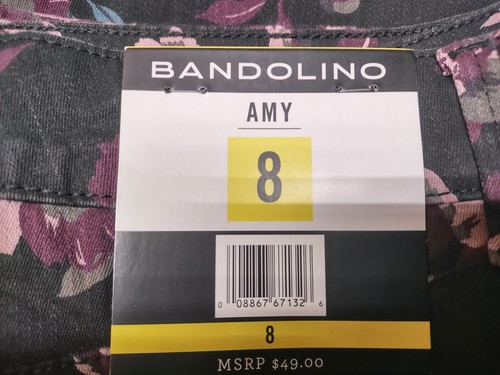 BANDOLINO
AMY
8
0 08867 67132 6
8
MSRP $49.00